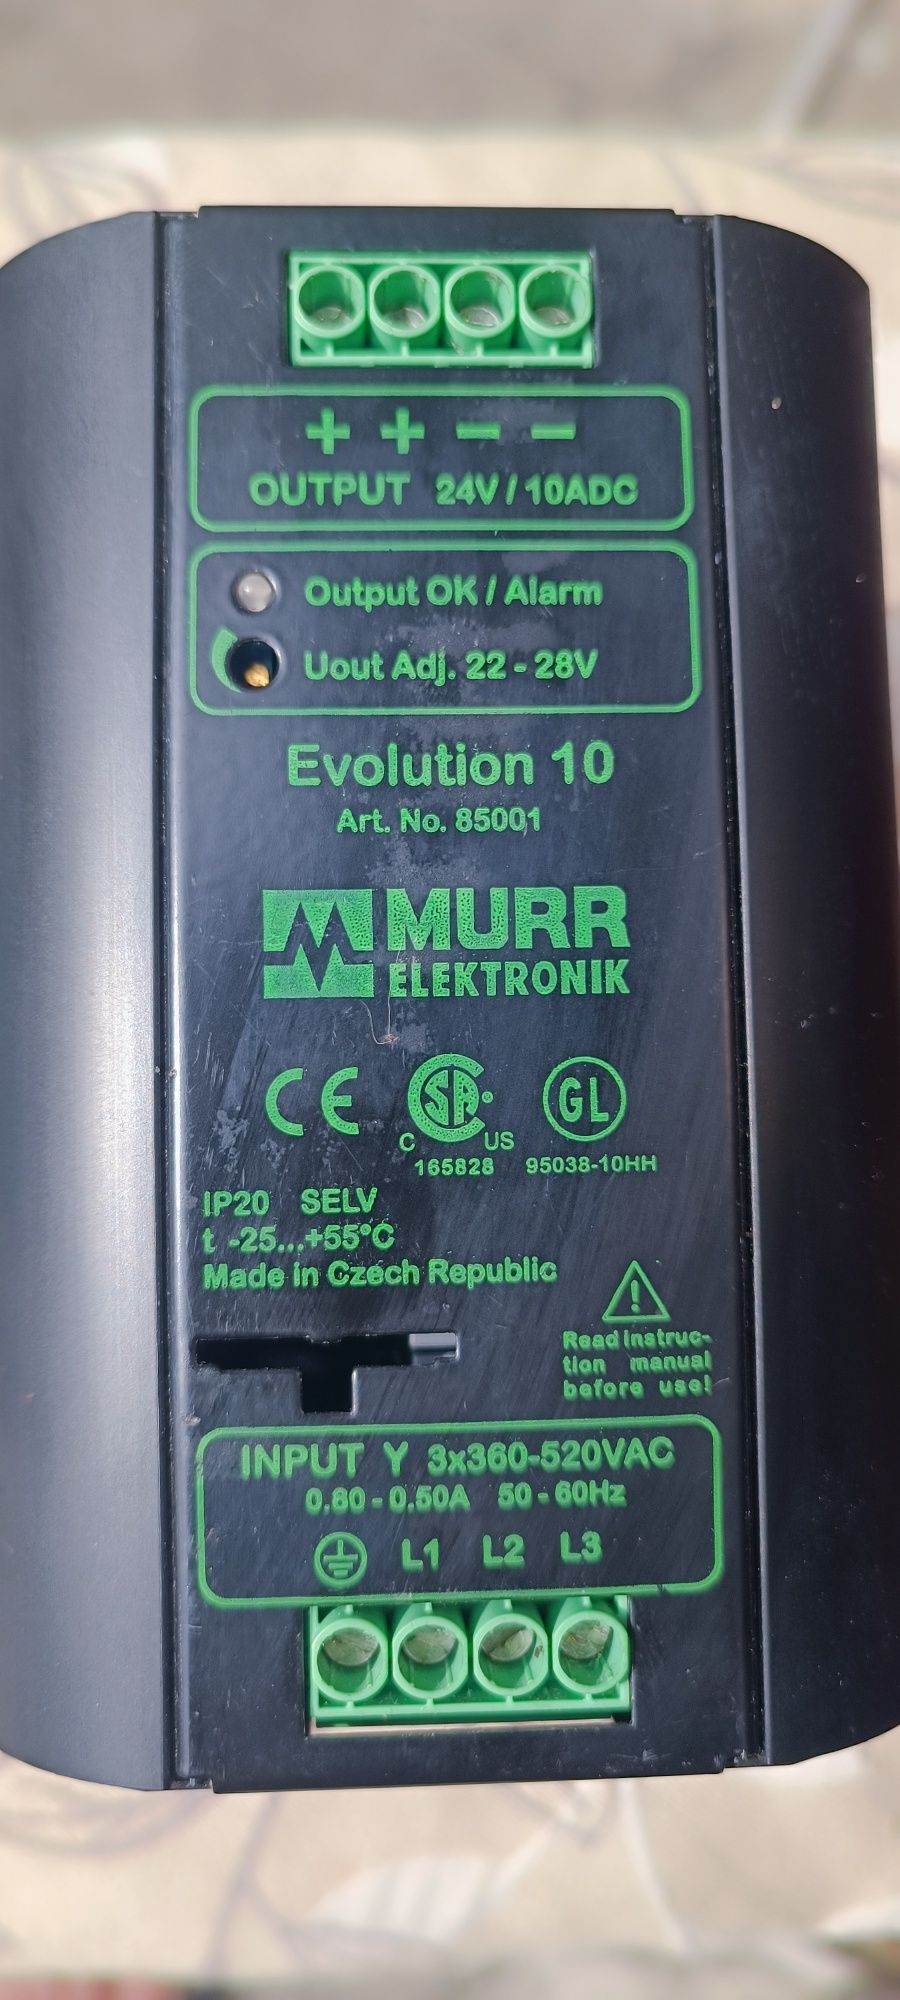 + + − −
OUTPUT 24V / 10ADC
Output OK / Alarm
Uout Adj. 22 - 28V
Evolution 10
Art. No. 85001
MURR
ELEKTRONIK
CE
C SA US
GL
165828 95038-10HH
IP20 SELV
t -25...+55°C
Made in Czech Republic
Read instruc-
tion manual
before use!
INPUT Y 3x360-520VAC
0.80 - 0.50A 50 - 60Hz
L1 L2 L3